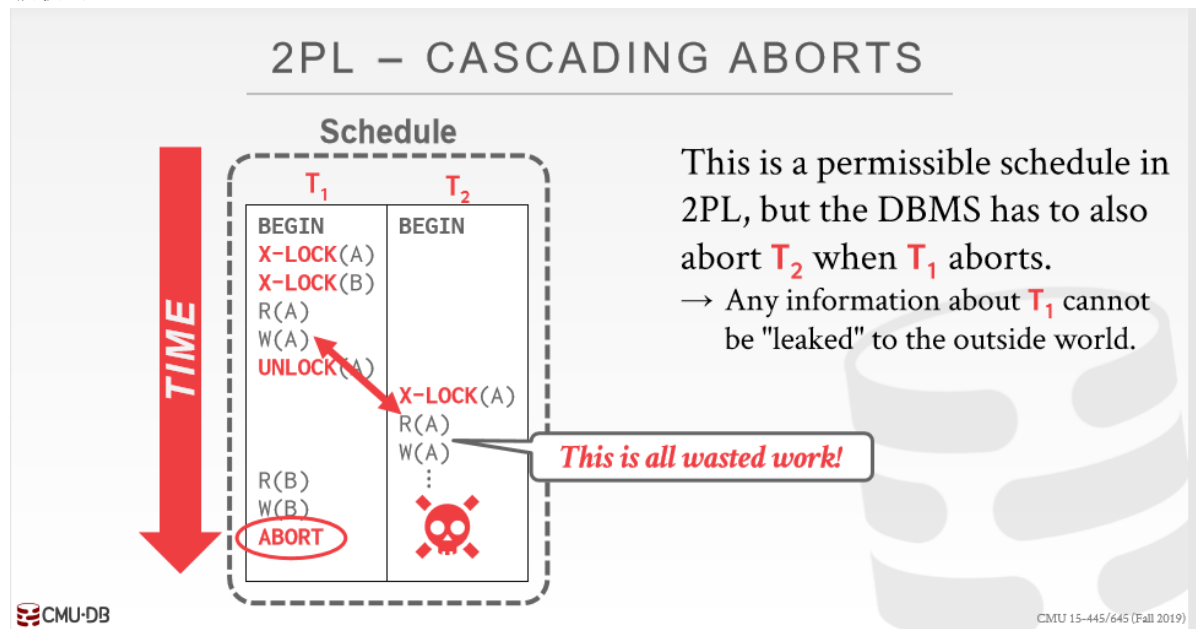 2PL – CASCADING ABORTS
Schedule
TIME
T1 T2
BEGIN BEGIN
X-LOCK(A)
X-LOCK(B)
R(A)
W(A)
UNLOCK(A)
X-LOCK(A)
R(A)
W(A)
⋮
R(B)
W(B)
ABORT
This is all wasted work!
This is a permissible schedule in
2PL, but the DBMS has to also
abort T2 when T1 aborts.
→ Any information about T1 cannot
be "leaked" to the outside world.
CMU·DB
CMU 15-445/645 (Fall 2019)